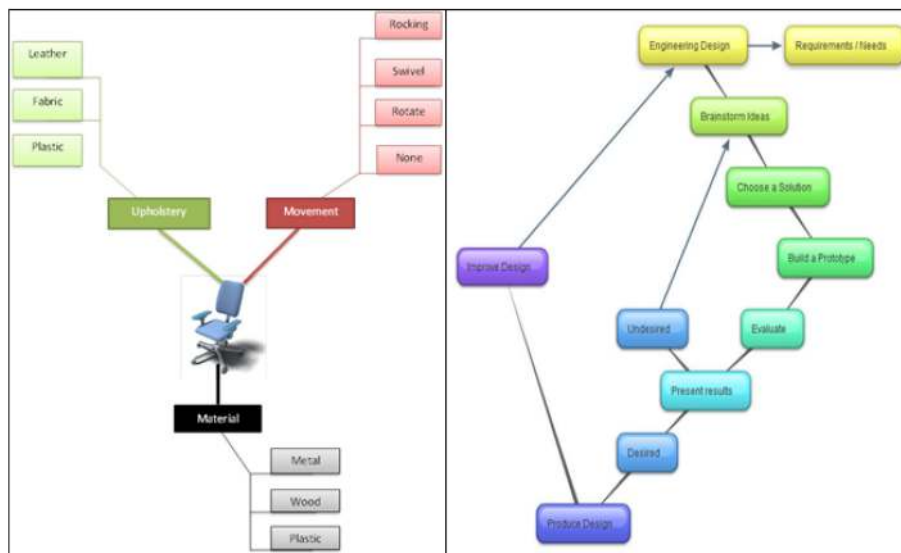 Leather
Fabric
Plastic
Rocking
Swivel
Rotate
None
Upholstery
Movement
Material
Metal
Wood
Plastic
Engineering Design
Requirements / Needs
Brainstorm Ideas
Choose a Solution
Build a Prototype
Improve Design
Undesired
Evaluate
Present results
Desired
Produce Design